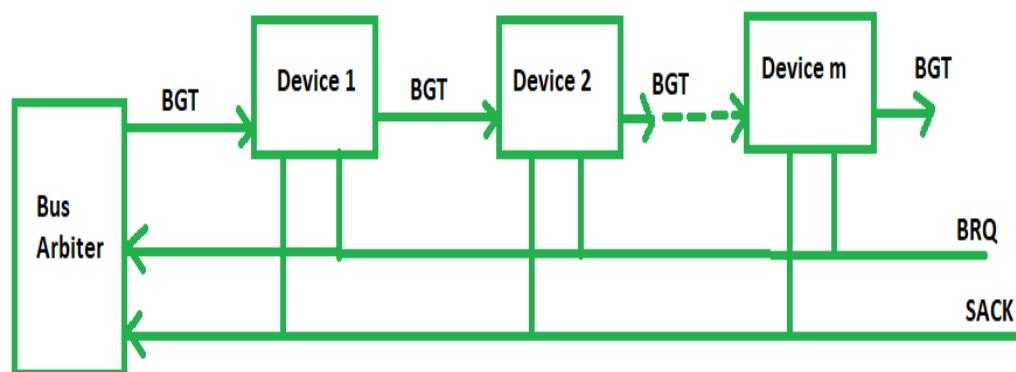 BGT
Device 1
BGT
Device 2
BGT
Device m
BGT
Bus
Arbiter
BRQ
SACK